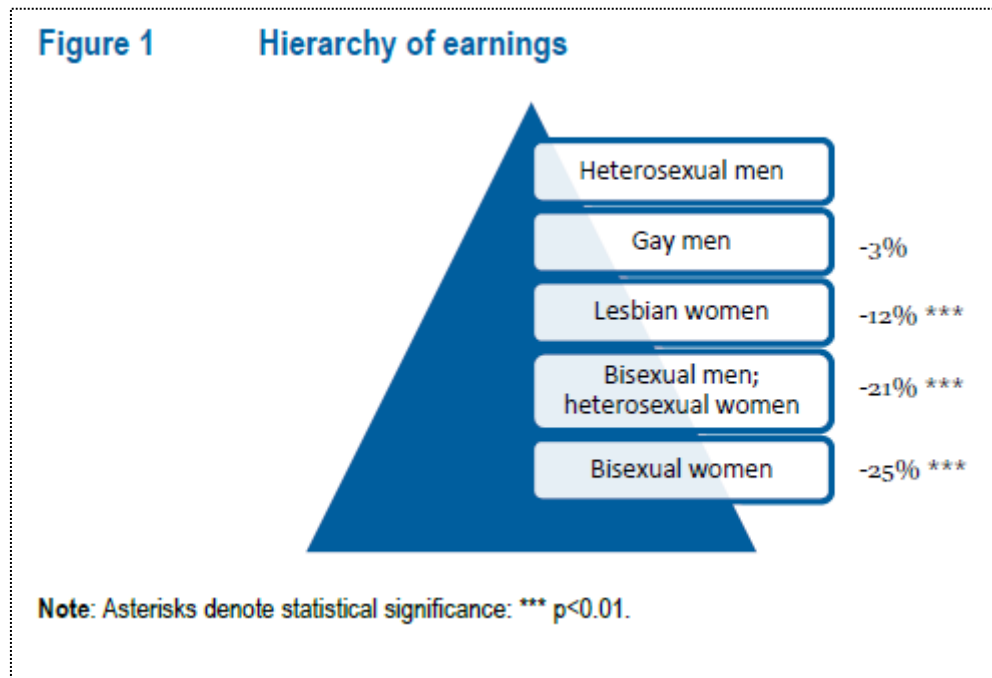 Figure 1 Hierarchy of earnings
Heterosexual men
Gay men -3%
Lesbian women -12% ***
Bisexual men;
heterosexual women -21% ***
Bisexual women -25% ***
Note: Asterisks denote statistical significance: *** p<0.01.